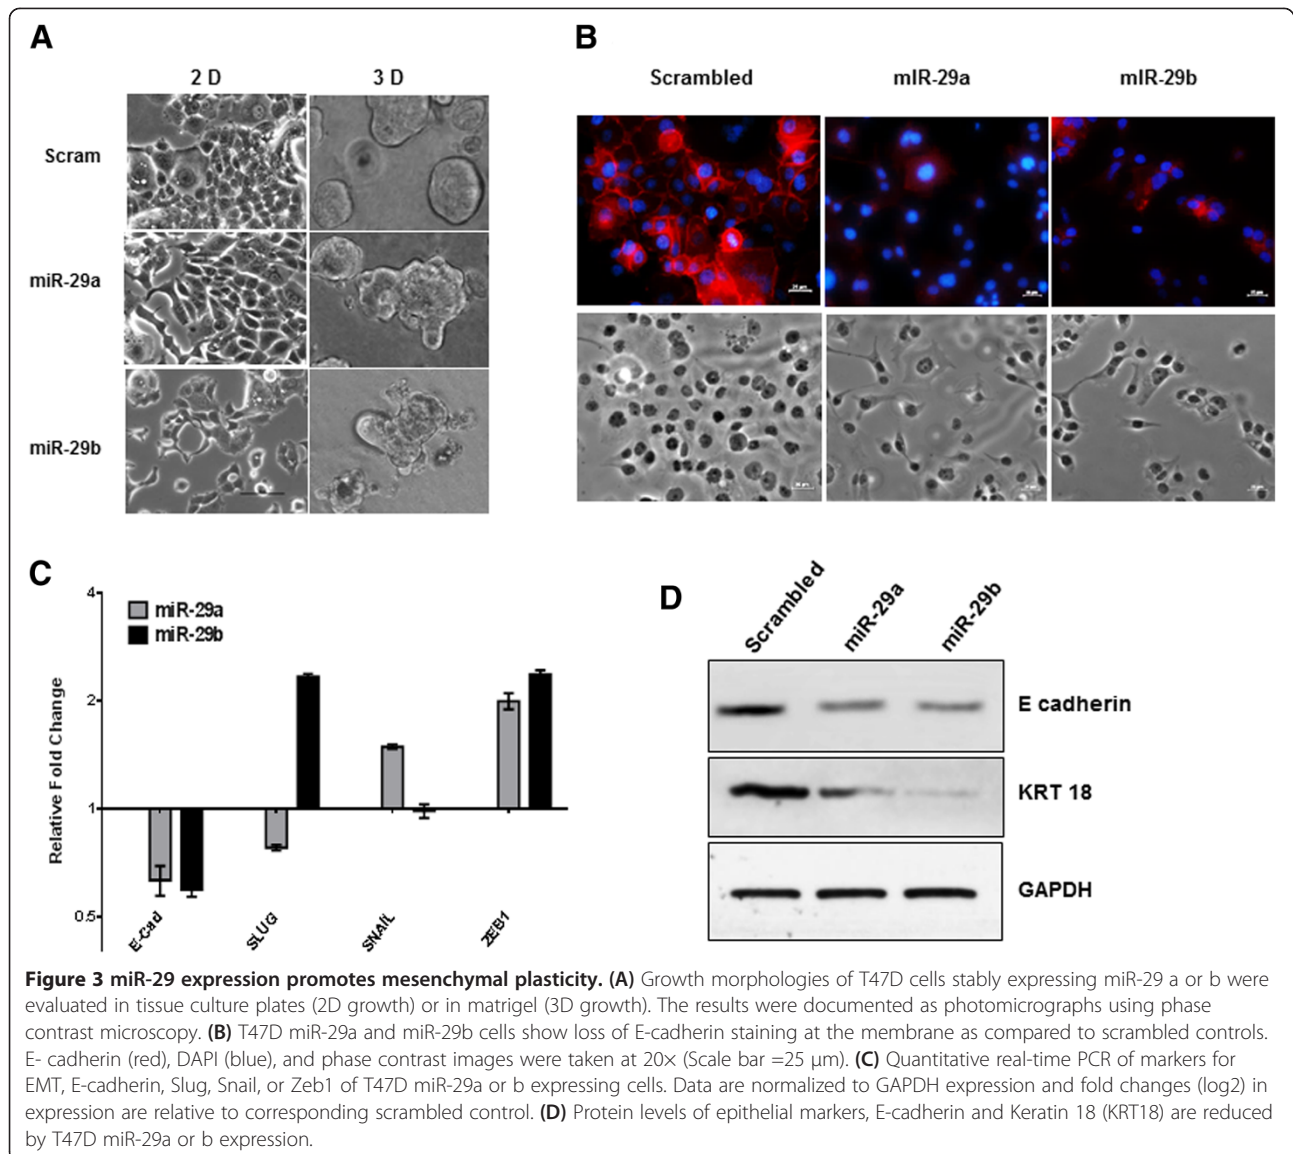 A
2 D
3 D
Scram
miR-29a
miR-29b
B
Scrambled
mIR-29a
mIR-29b
C
4
2
1
0.5
Relative Fold Change
miR-29a
miR-29b
E-Cad
SLUG
SNAIL
ZEB1
D
Scrambled
miR-29a
miR-29b
E cadherin
KRT 18
GAPDH
Figure 3 miR-29 expression promotes mesenchymal plasticity. (A) Growth morphologies of T47D cells stably expressing miR-29 a or b were
evaluated in tissue culture plates (2D growth) or in matrigel (3D growth). The results were documented as photomicrographs using phase
contrast microscopy. (B) T47D miR-29a and miR-29b cells show loss of E-cadherin staining at the membrane as compared to scrambled controls.
E- cadherin (red), DAPI (blue), and phase contrast images were taken at 20× (Scale bar =25 μm). (C) Quantitative real-time PCR of markers for
EMT, E-cadherin, Slug, Snail, or Zeb1 of T47D miR-29a or b expressing cells. Data are normalized to GAPDH expression and fold changes (log2) in
expression are relative to corresponding scrambled control. (D) Protein levels of epithelial markers, E-cadherin and Keratin 18 (KRT18) are reduced
by T47D miR-29a or b expression.